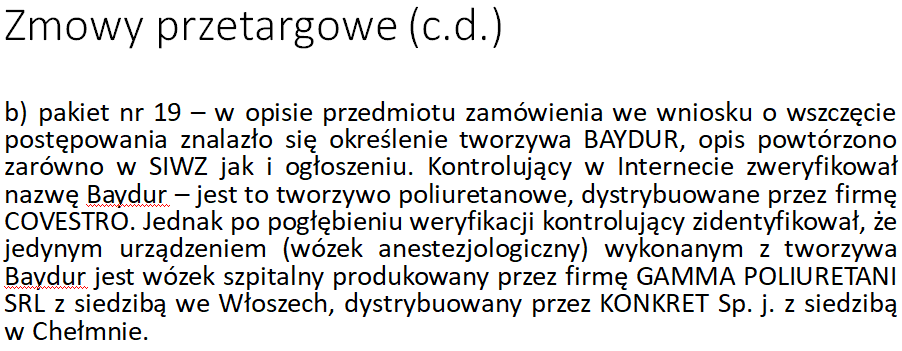 Zmowy przetargowe (c.d.)
b) pakiet nr 19 – w opisie przedmiotu zamówienia we wniosku o wszczęcie
postępowania znalazło się określenie tworzywa BAYDUR, opis powtórzono
zarówno w SIWZ jak i ogłoszeniu. Kontrolujący w Internecie zweryfikował
nazwę Baydur – jest to tworzywo poliuretanowe, dystrybuowane przez firmę
COVESTRO. Jednak po pogłębieniu weryfikacji kontrolujący zidentyfikował, że
jedynym urządzeniem (wózek anestezjologiczny) wykonanym z tworzywa
Baydur jest wózek szpitalny produkowany przez firmę GAMMA POLIURETANI
SRL z siedzibą we Włoszech, dystrybuowany przez KONKRET Sp. j. z siedzibą
w Chełmnie.